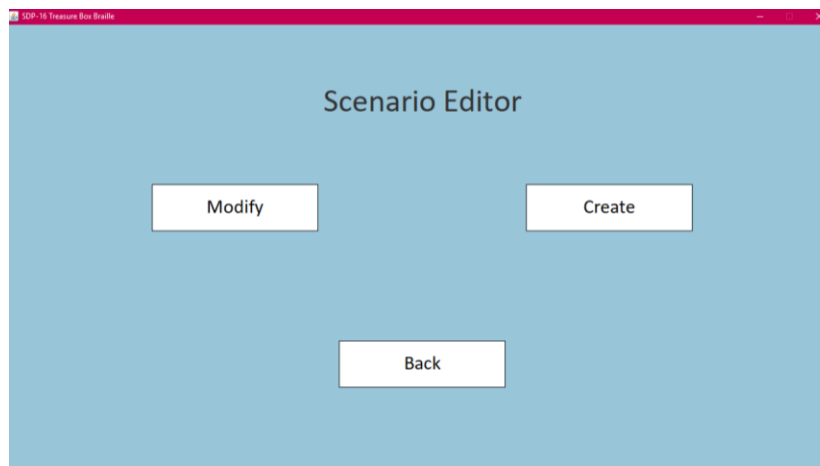 SDP-16 Treasure Box Braille
Scenario Editor
Modify
Create
Back